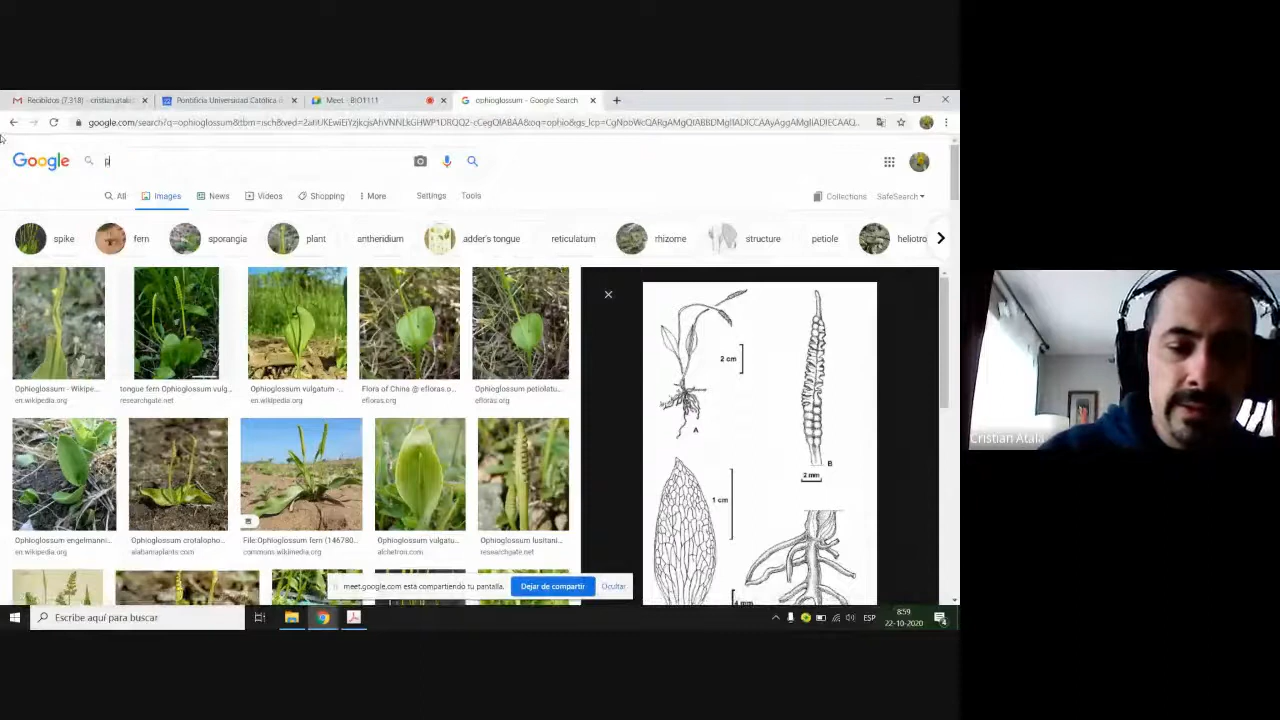 Recibidos (7.318) - cristian.atala
Pontificia Universidad Católica d
Meet - BIO1111
ophioglossum - Google Search
Google
p
All
Images
News
Videos
Shopping
More
Settings
Tools
Collections
SafeSearch
spike
fern
sporangia
plant
antheridium
adder's tongue
reticulatum
rhizome
structure
petiole
heliotro
Ophioglossum - Wikipe...
en.wikipedia.org
tongue fern Ophioglossum vulg...
researchgate.net
Ophioglossum vulgatum -...
en.wikipedia.org
Flora of China @ efloras.o...
efloras.org
Ophioglossum petiolatu...
efloras.org
2 cm
A
B
2 mm
1 cm
4 mm
Ophioglossum engelmanni...
en.wikipedia.org
Ophioglossum crotalopho...
alabamaplants.com
File:Ophioglossum fern (146780...
commons.wikimedia.org
Ophioglossum vulgatu...
alchetron.com
Ophioglossum lusitani...
researchgate.net
meet.google.com está compartiendo tu pantalla.
Dejar de compartir
Ocultar
Escribe aquí para buscar
ESP
8:59
22-10-2020
Cristian Atala